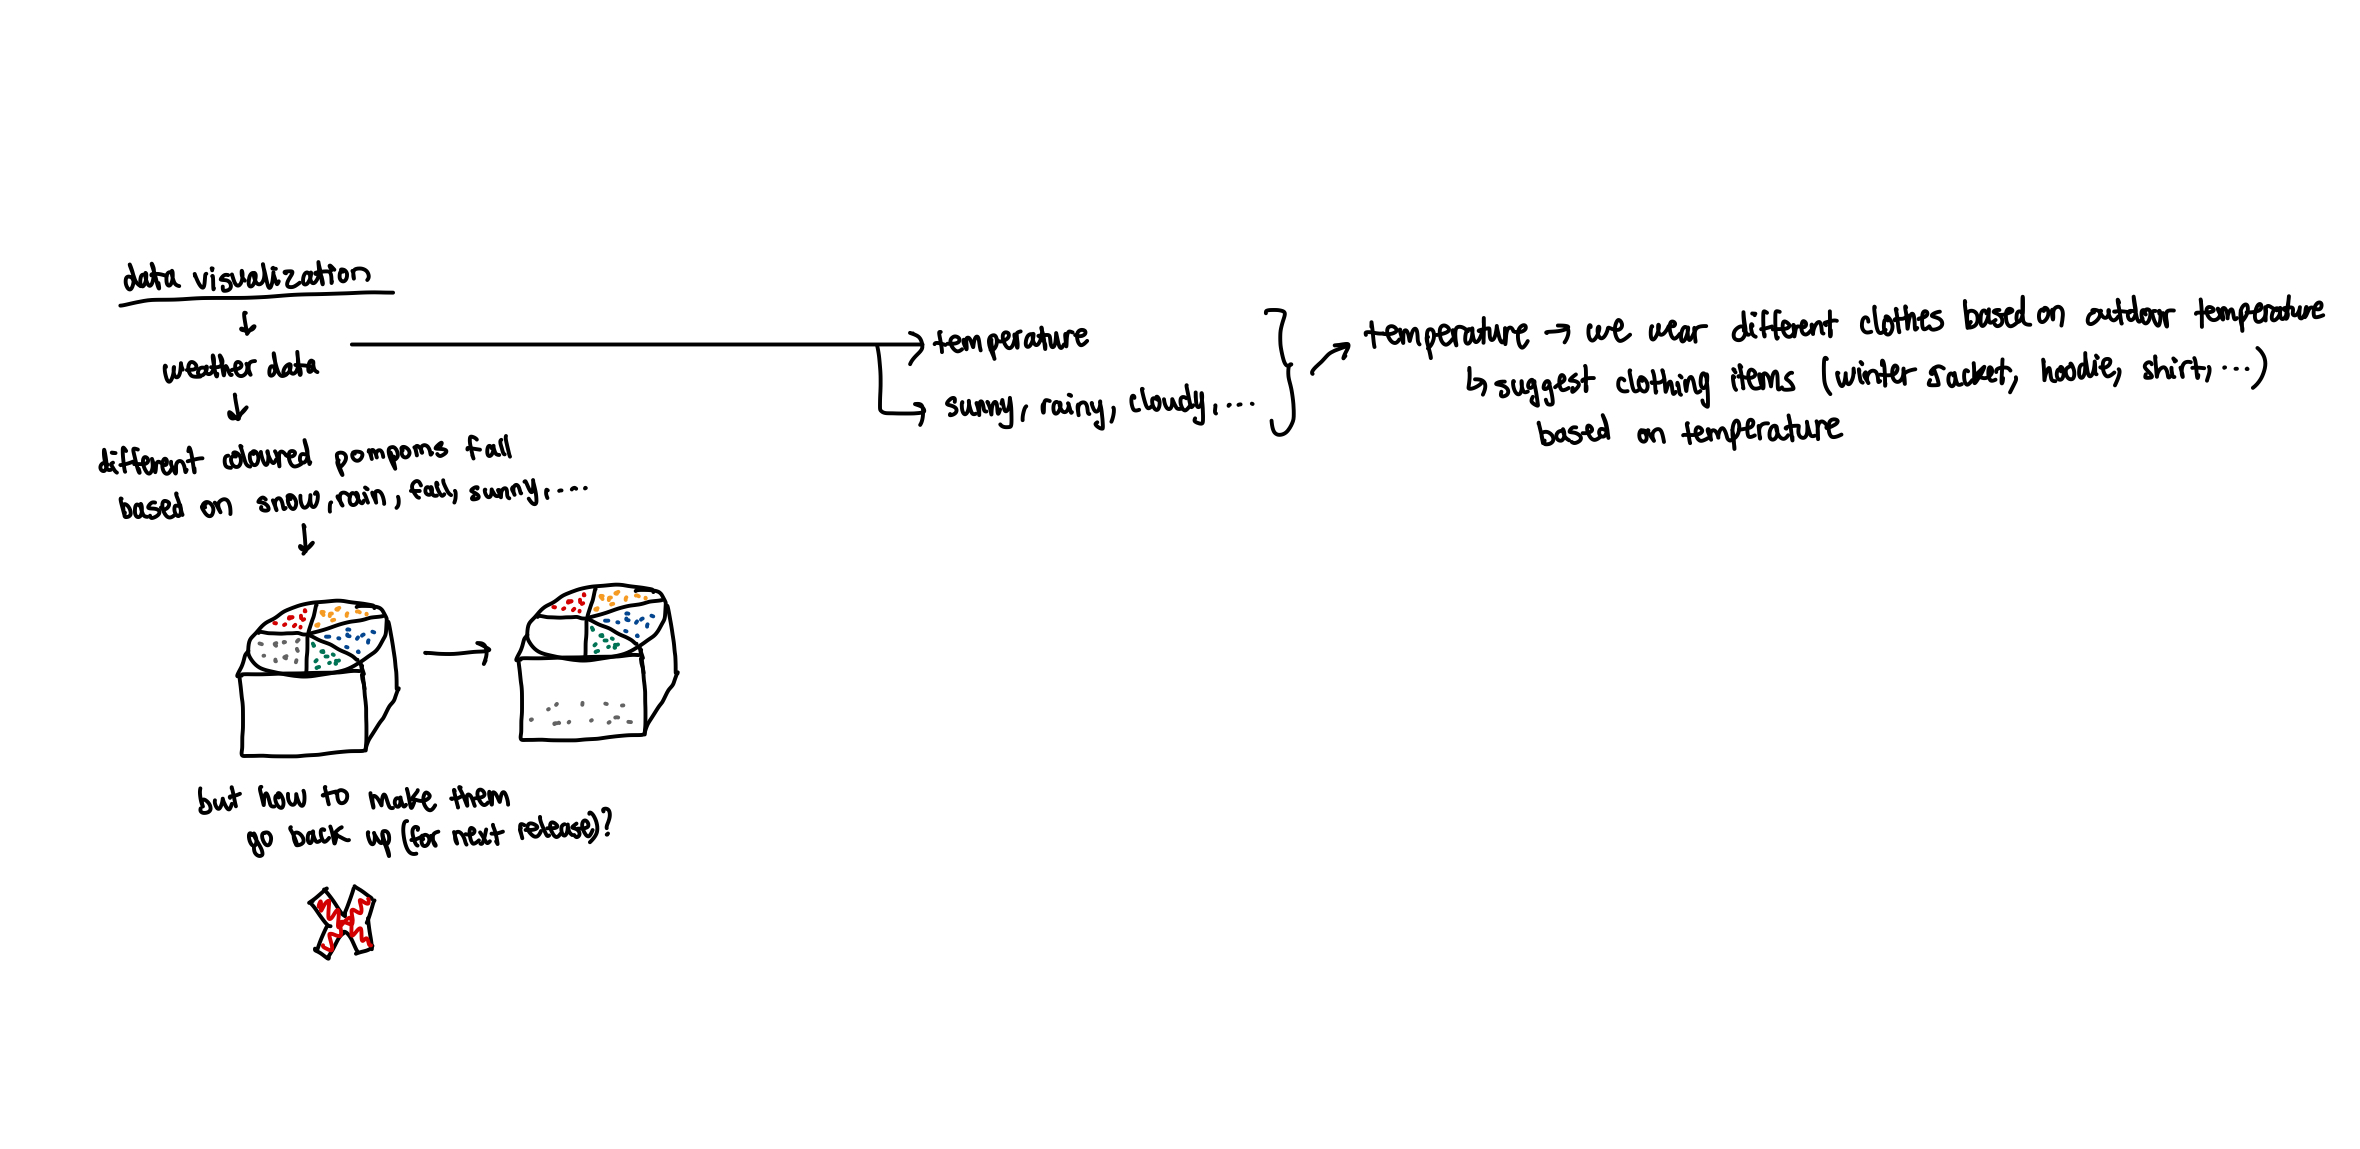 data visualization
weather data
different coloured pompoms fall
based on snow, rain, fall, sunny, ....
but how to make them
go back up (for next release)?
temperature
sunny, rainy, cloudy, ....
temperature → we wear different clothes based on outdoor temperature
↳ suggest clothing items (winter jacket, hoodie, shirt, ...)
based on temperature